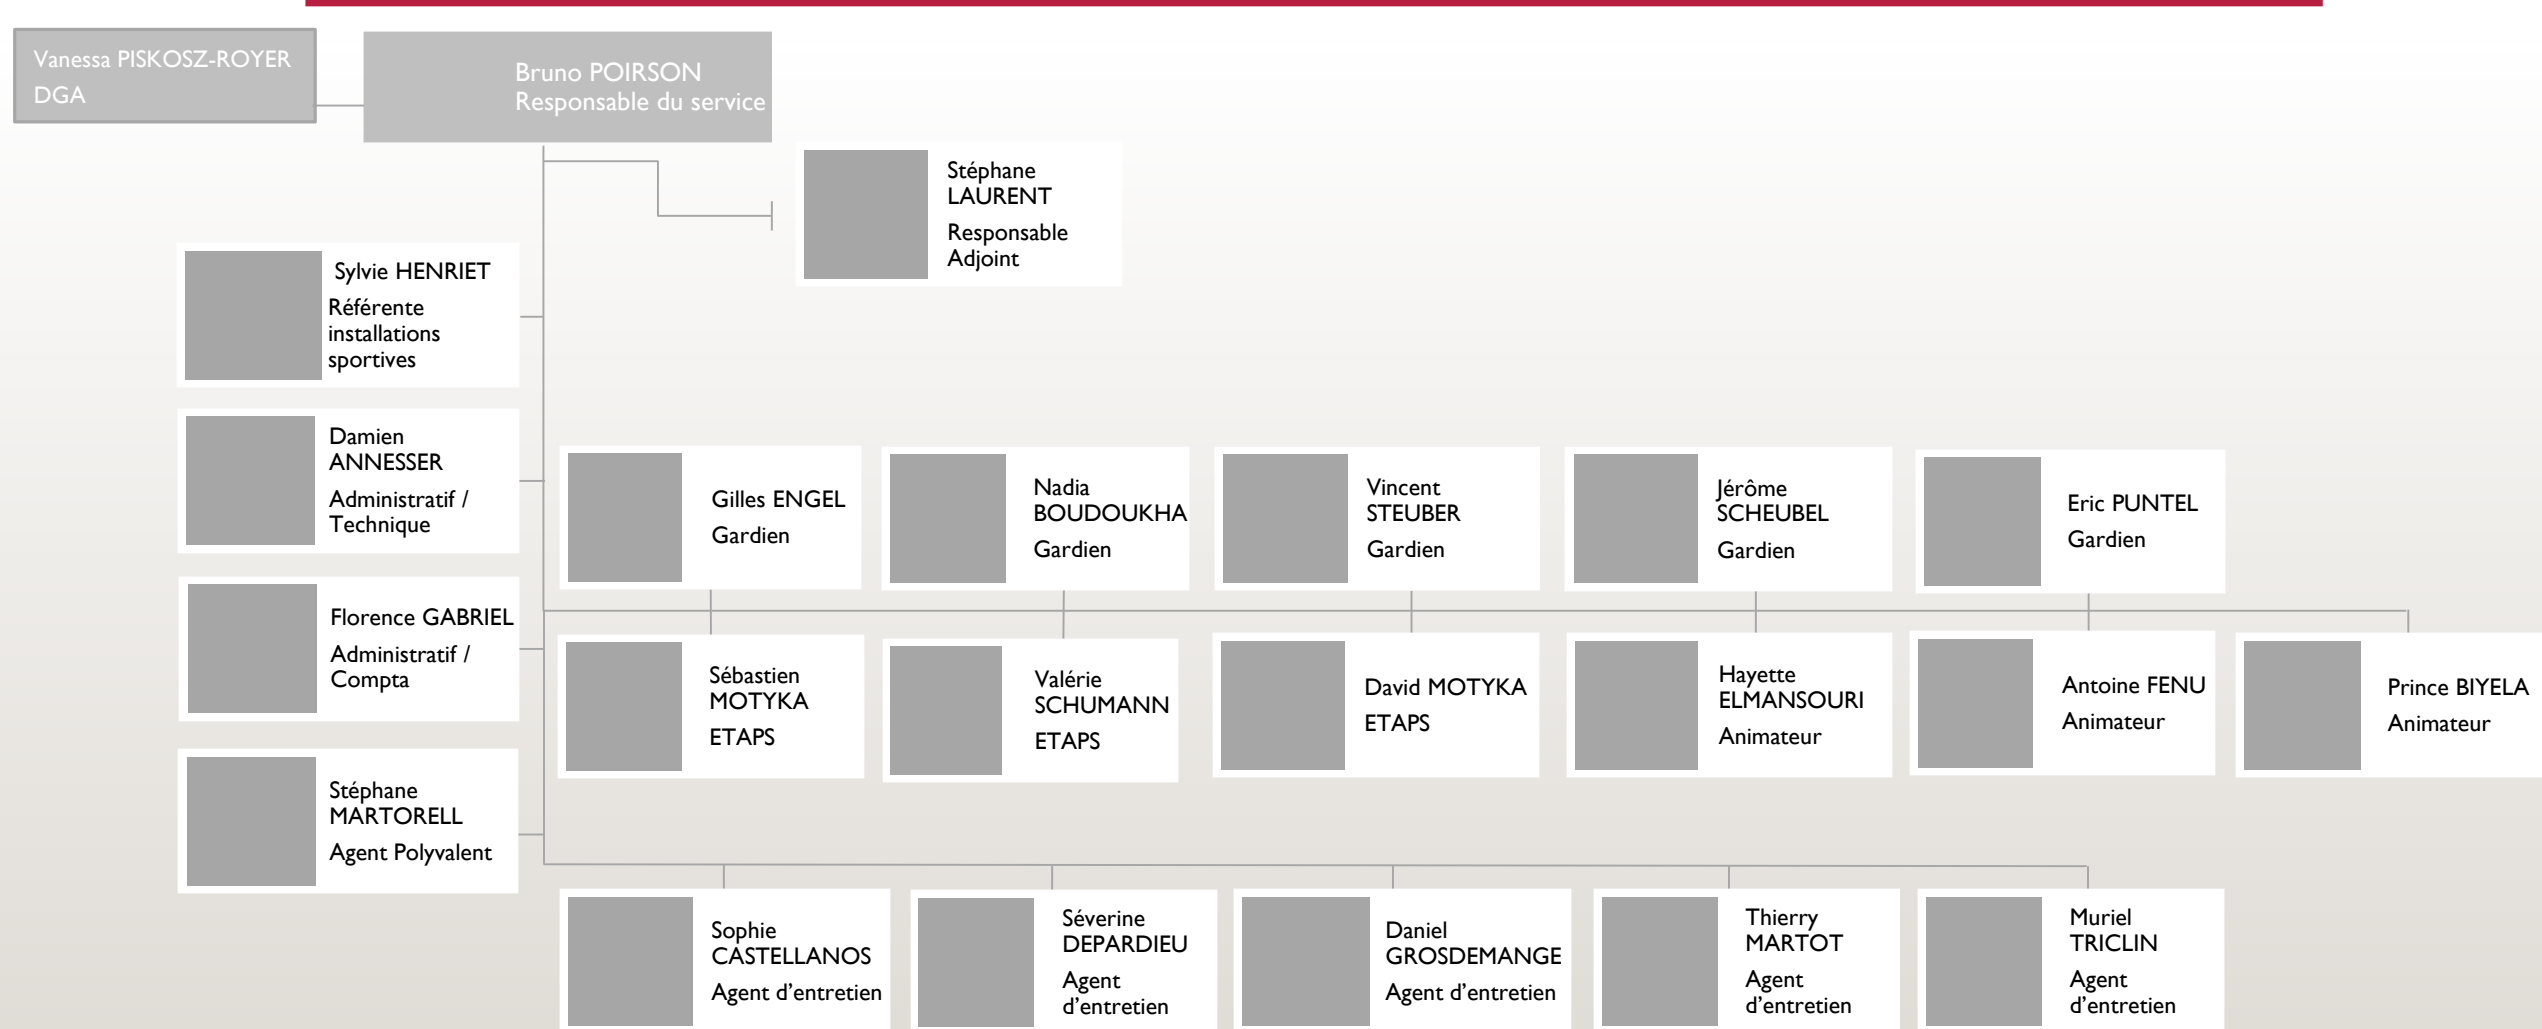 Vanessa PISKOSZ-ROYER
DGA
Bruno POIRSON
Responsable du service
Stéphane
LAURENT
Responsable
Adjoint
Sylvie HENRIET
Référente
installations
sportives
Damien
ANNESSER
Administratif /
Technique
Florence GABRIEL
Administratif /
Compta
Stéphane
MARTORELL
Agent Polyvalent
Gilles ENGEL
Gardien
Nadia
BOUDOUKHA
Gardien
Vincent
STEUBER
Gardien
Jérôme
SCHEUBEL
Gardien
Eric PUNTEL
Gardien
Sébastien
MOTYKA
ETAPS
Valérie
SCHUMANN
ETAPS
David MOTYKA
ETAPS
Hayette
ELMANSOURI
Animateur
Antoine FENU
Animateur
Prince BIYELA
Animateur
Sophie
CASTELLANOS
Agent d’entretien
Séverine
DEPARDIEU
Agent
d’entretien
Daniel
GROSDEMANGE
Agent d’entretien
Thierry
MARTOT
Agent
d’entretien
Muriel
TRICLIN
Agent
d’entretien